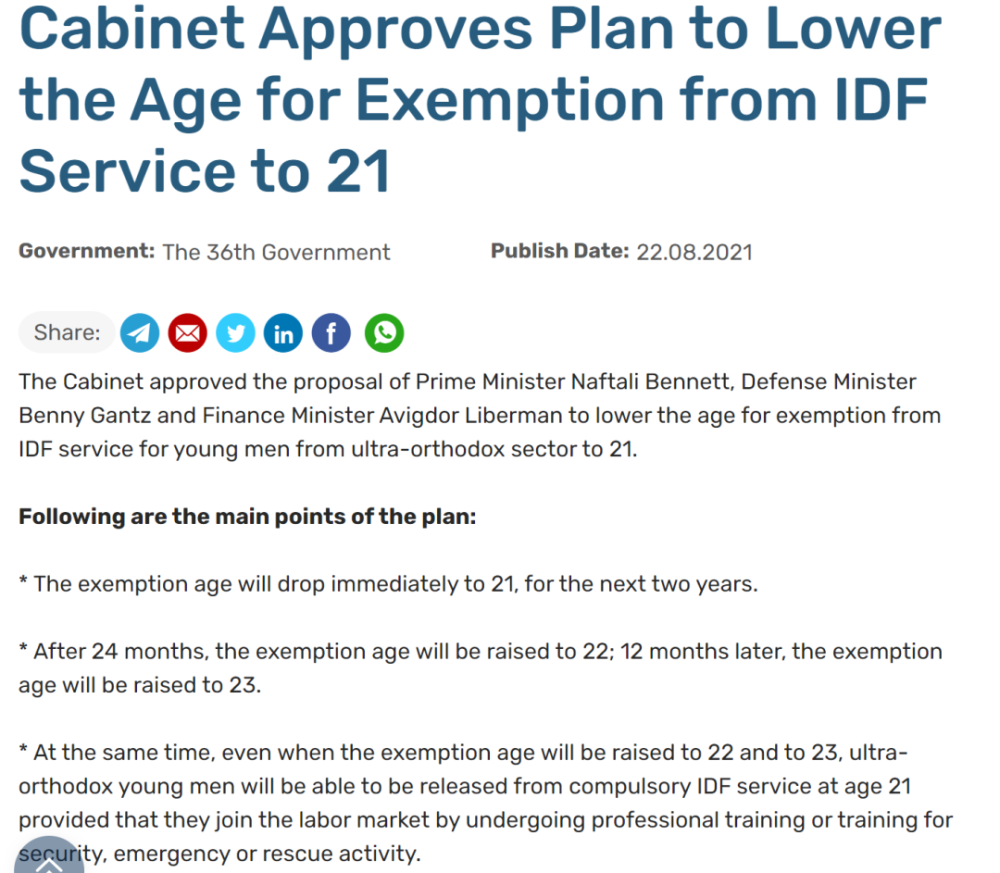 Cabinet Approves Plan to Lower
the Age for Exemption from IDF
Service to 21
Government: The 36th Government Publish Date: 22.08.2021
Share:
The Cabinet approved the proposal of Prime Minister Naftali Bennett, Defense Minister
Benny Gantz and Finance Minister Avigdor Liberman to lower the age for exemption from
IDF service for young men from ultra-orthodox sector to 21.
Following are the main points of the plan:
* The exemption age will drop immediately to 21, for the next two years.
* After 24 months, the exemption age will be raised to 22; 12 months later, the exemption
age will be raised to 23.
* At the same time, even when the exemption age will be raised to 22 and to 23, ultra-
orthodox young men will be able to be released from compulsory IDF service at age 21
provided that they join the labor market by undergoing professional training or training for
security, emergency or rescue activity.